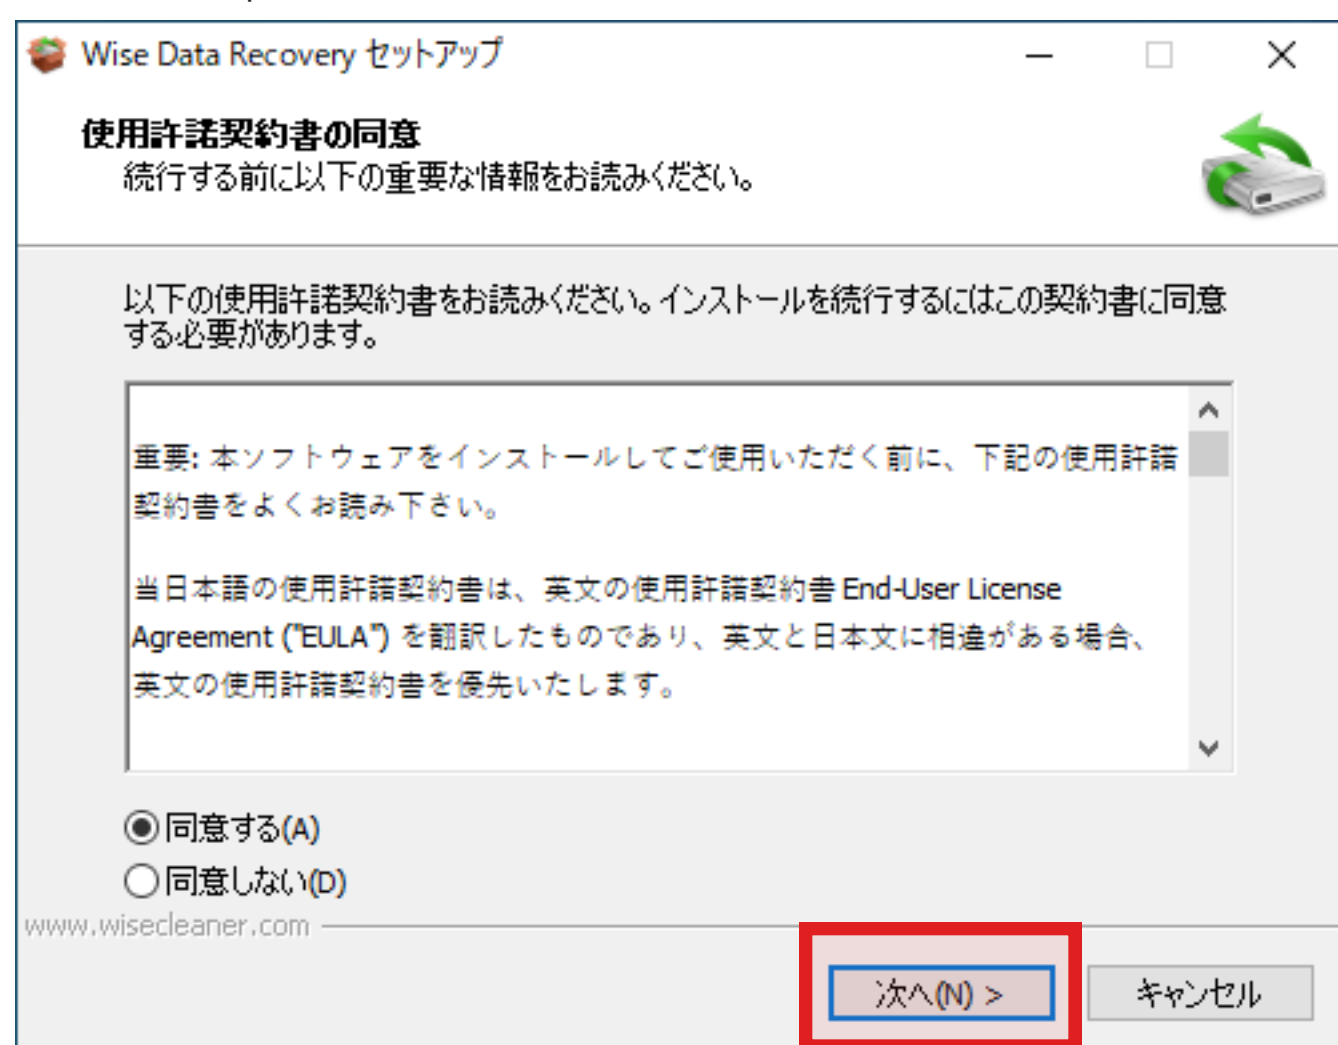 Wise Data Recovery セットアップ
使用許諾契約書の同意
続行する前に以下の重要な情報をお読みください。
以下の使用許諾契約書をお読みください。インストールを続行するにはこの契約書に同意
する必要があります。
重要: 本ソフトウェアをインストールしてご使用いただく前に、下記の使用許諾
契約書をよくお読み下さい。
当日本語の使用許諾契約書は、英文の使用許諾契約書 End-User License
Agreement ("EULA") を翻訳したものであり、英文と日本文に相違がある場合、
英文の使用許諾契約書を優先いたします。
同意する(A)
同意しない(D)
www.wisecleaner.com
次へ(N) >
キャンセル